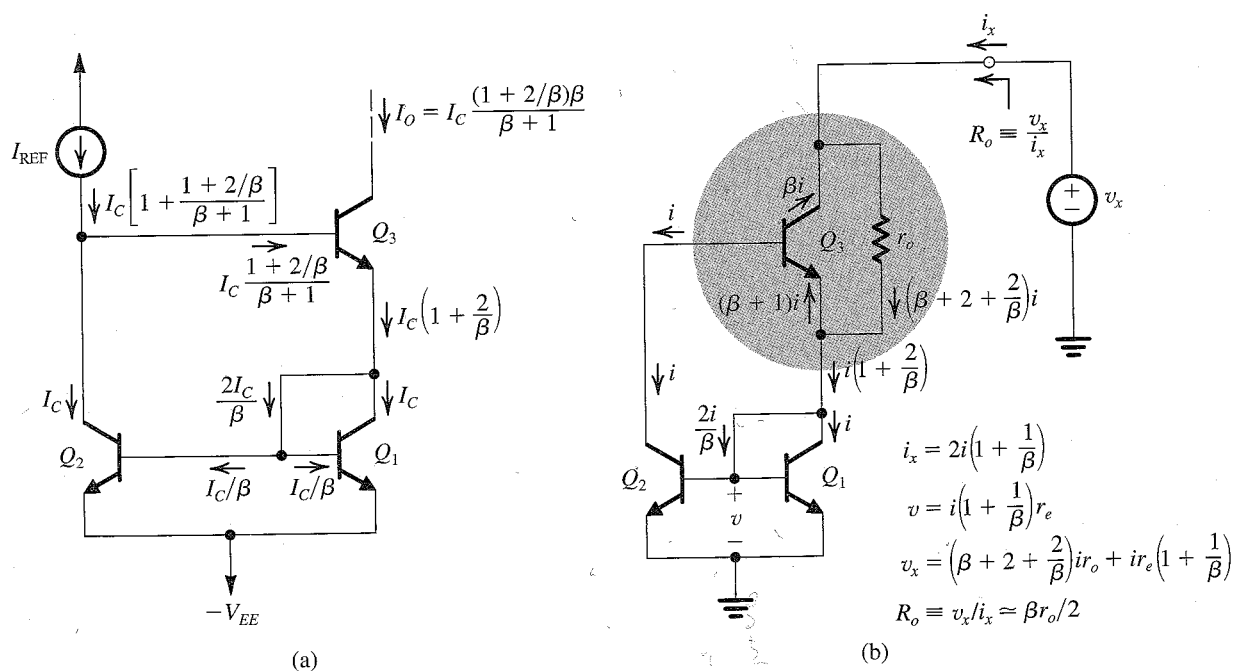 I_REF
I_C[1 + (1 + 2/β)/(β + 1)]
I_O = I_C (1 + 2/β)β/(β + 1)
Q_3
I_C (1 + 2/β)/(β + 1)
I_C(1 + 2/β)
I_C
2I_C/β
I_C
Q_2
Q_1
I_C/β
I_C/β
−V_EE
(a)
i_x
R_o ≡ v_x/i_x
+
−
v_x
βi
i
Q_3
r_o
(β + 1)i
(β + 2 + 2/β)i
i
i(1 + 2/β)
2i/β
i
Q_2
Q_1
+
v
−
i_x = 2i(1 + 1/β)
v = i(1 + 1/β)r_e
v_x = (β + 2 + 2/β)ir_o + ir_e(1 + 1/β)
R_o ≡ v_x/i_x ≃ βr_o/2
(b)